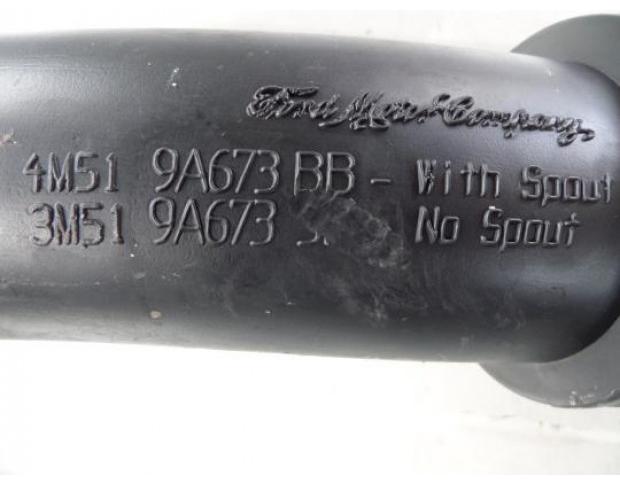 Ford Motor Company
4M51 9A673 BB - With Spout
3M51 9A673 No Spout